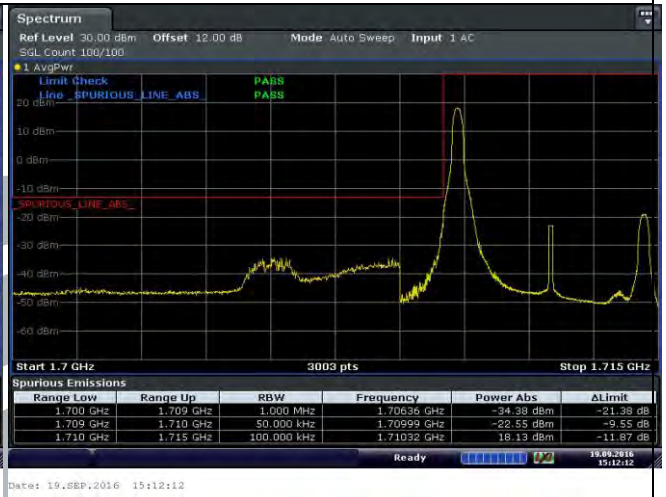 Spectrum
Ref Level 30.00 dBm Offset 12.00 dB Mode Auto Sweep Input 1 AC
SGL Count 100/100
1 AvgPwr
Limit Check PASS
Line _SPURIOUS_LINE_ABS_ PASS
20 dBm
10 dBm
0 dBm
-10 dBm
_SPURIOUS_LINE_ABS_
-20 dBm
-30 dBm
-40 dBm
-50 dBm
-60 dBm
Start 1.7 GHz 3003 pts Stop 1.715 GHz
Spurious Emissions
Range Low Range Up RBW Frequency Power Abs ΔLimit
1.700 GHz 1.709 GHz 1.000 MHz 1.70636 GHz -34.38 dBm -21.38 dB
1.709 GHz 1.710 GHz 50.000 kHz 1.70999 GHz -22.55 dBm -9.55 dB
1.710 GHz 1.715 GHz 100.000 kHz 1.71032 GHz 18.13 dBm -11.87 dB
Ready 19.09.2016
15:12:12
Date: 19.SEP.2016 15:12:12